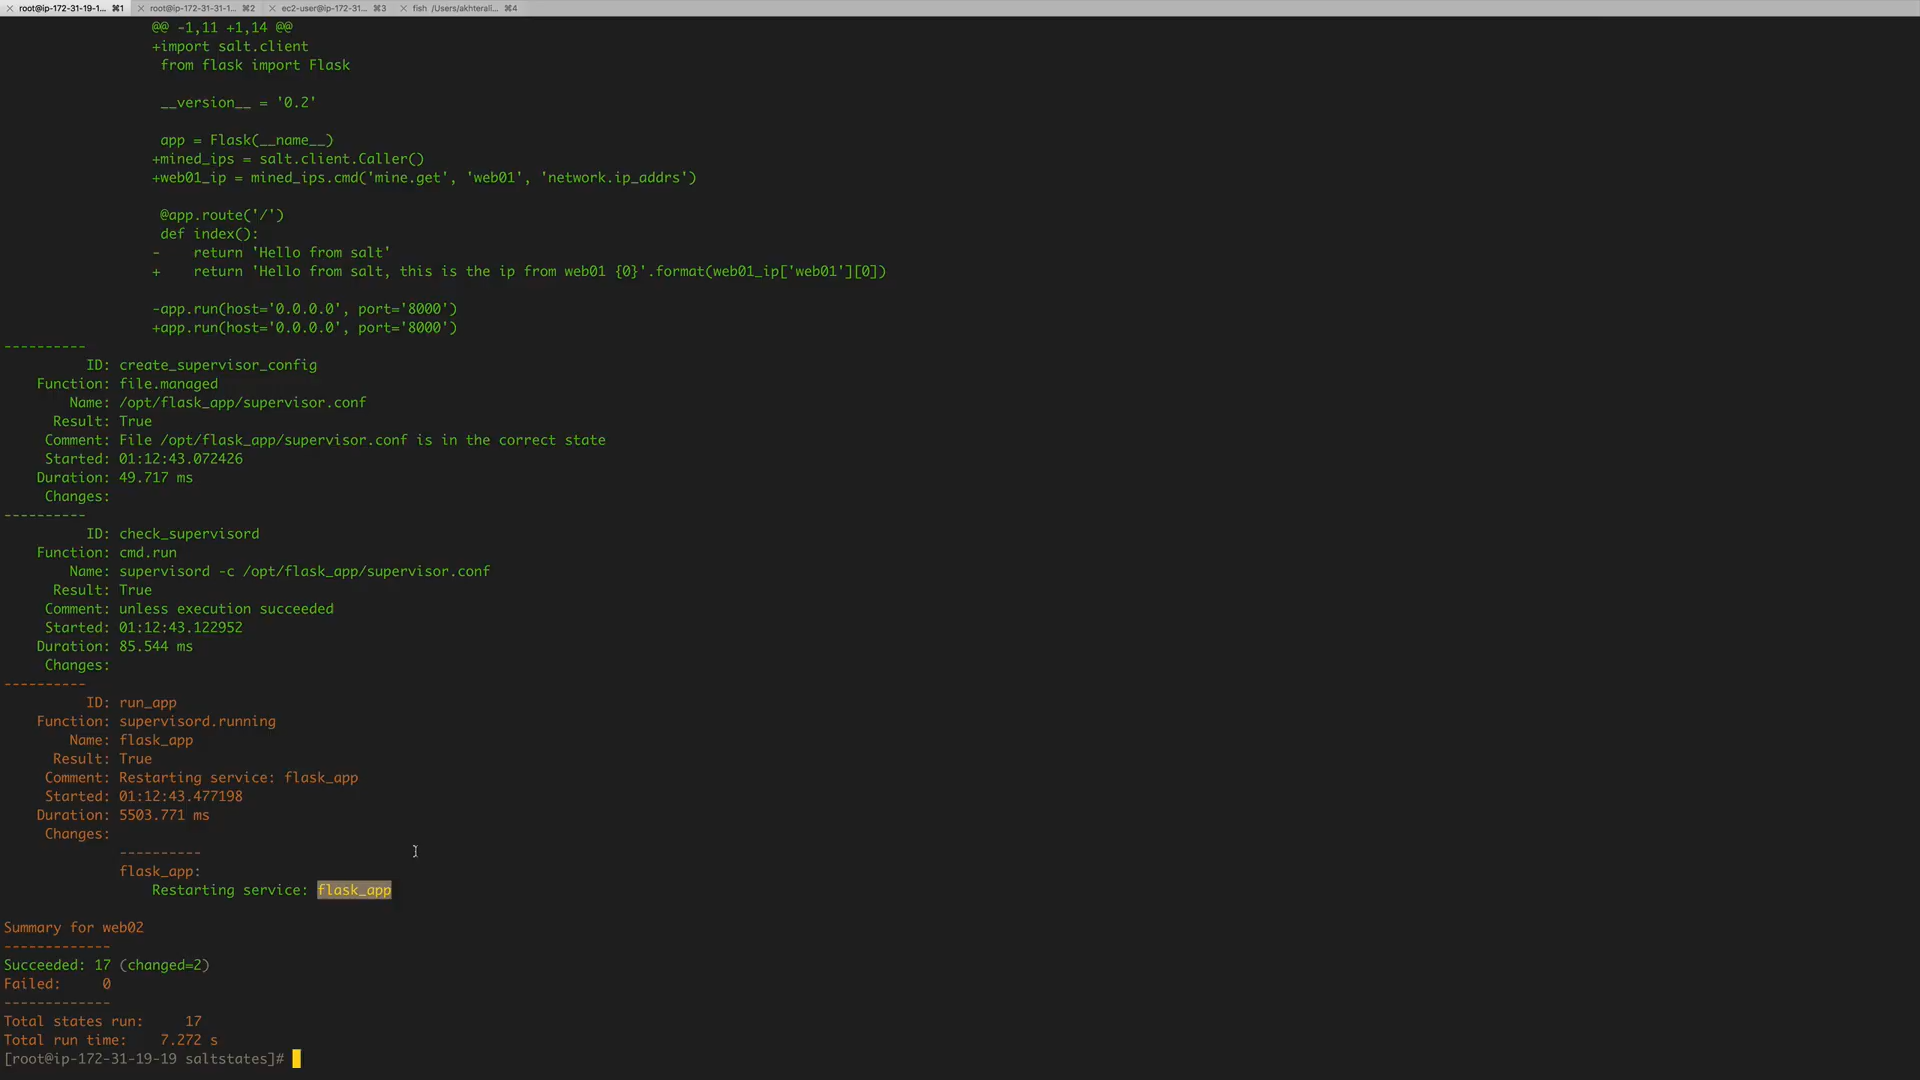 root@ip-172-31-19-1... ⌘1 root@ip-172-31-31-1... ⌘2 ec2-user@ip-172-31... ⌘3 fish /Users/akhterall... ⌘4
@@ -1,11 +1,14 @@
+import salt.client
from flask import Flask
__version__ = '0.2'
app = Flask(__name__)
+mined_ips = salt.client.Caller()
+web01_ip = mined_ips.cmd('mine.get', 'web01', 'network.ip_addrs')
@app.route('/')
def index():
-    return 'Hello from salt'
+    return 'Hello from salt, this is the ip from web01 {0}'.format(web01_ip['web01'][0])
-app.run(host='0.0.0.0', port='8000')
+app.run(host='0.0.0.0', port='8000')
----------
ID: create_supervisor_config
Function: file.managed
Name: /opt/flask_app/supervisor.conf
Result: True
Comment: File /opt/flask_app/supervisor.conf is in the correct state
Started: 01:12:43.072426
Duration: 49.717 ms
Changes:
----------
ID: check_supervisord
Function: cmd.run
Name: supervisord -c /opt/flask_app/supervisor.conf
Result: True
Comment: unless execution succeeded
Started: 01:12:43.122952
Duration: 85.544 ms
Changes:
----------
ID: run_app
Function: supervisord.running
Name: flask_app
Result: True
Comment: Restarting service: flask_app
Started: 01:12:43.477198
Duration: 5503.771 ms
Changes:
----------
flask_app:
Restarting service: flask_app
Summary for web02
-------------
Succeeded: 17 (changed=2)
Failed:     0
-------------
Total states run:     17
Total run time:    7.272 s
[root@ip-172-31-19-19 saltstates]#